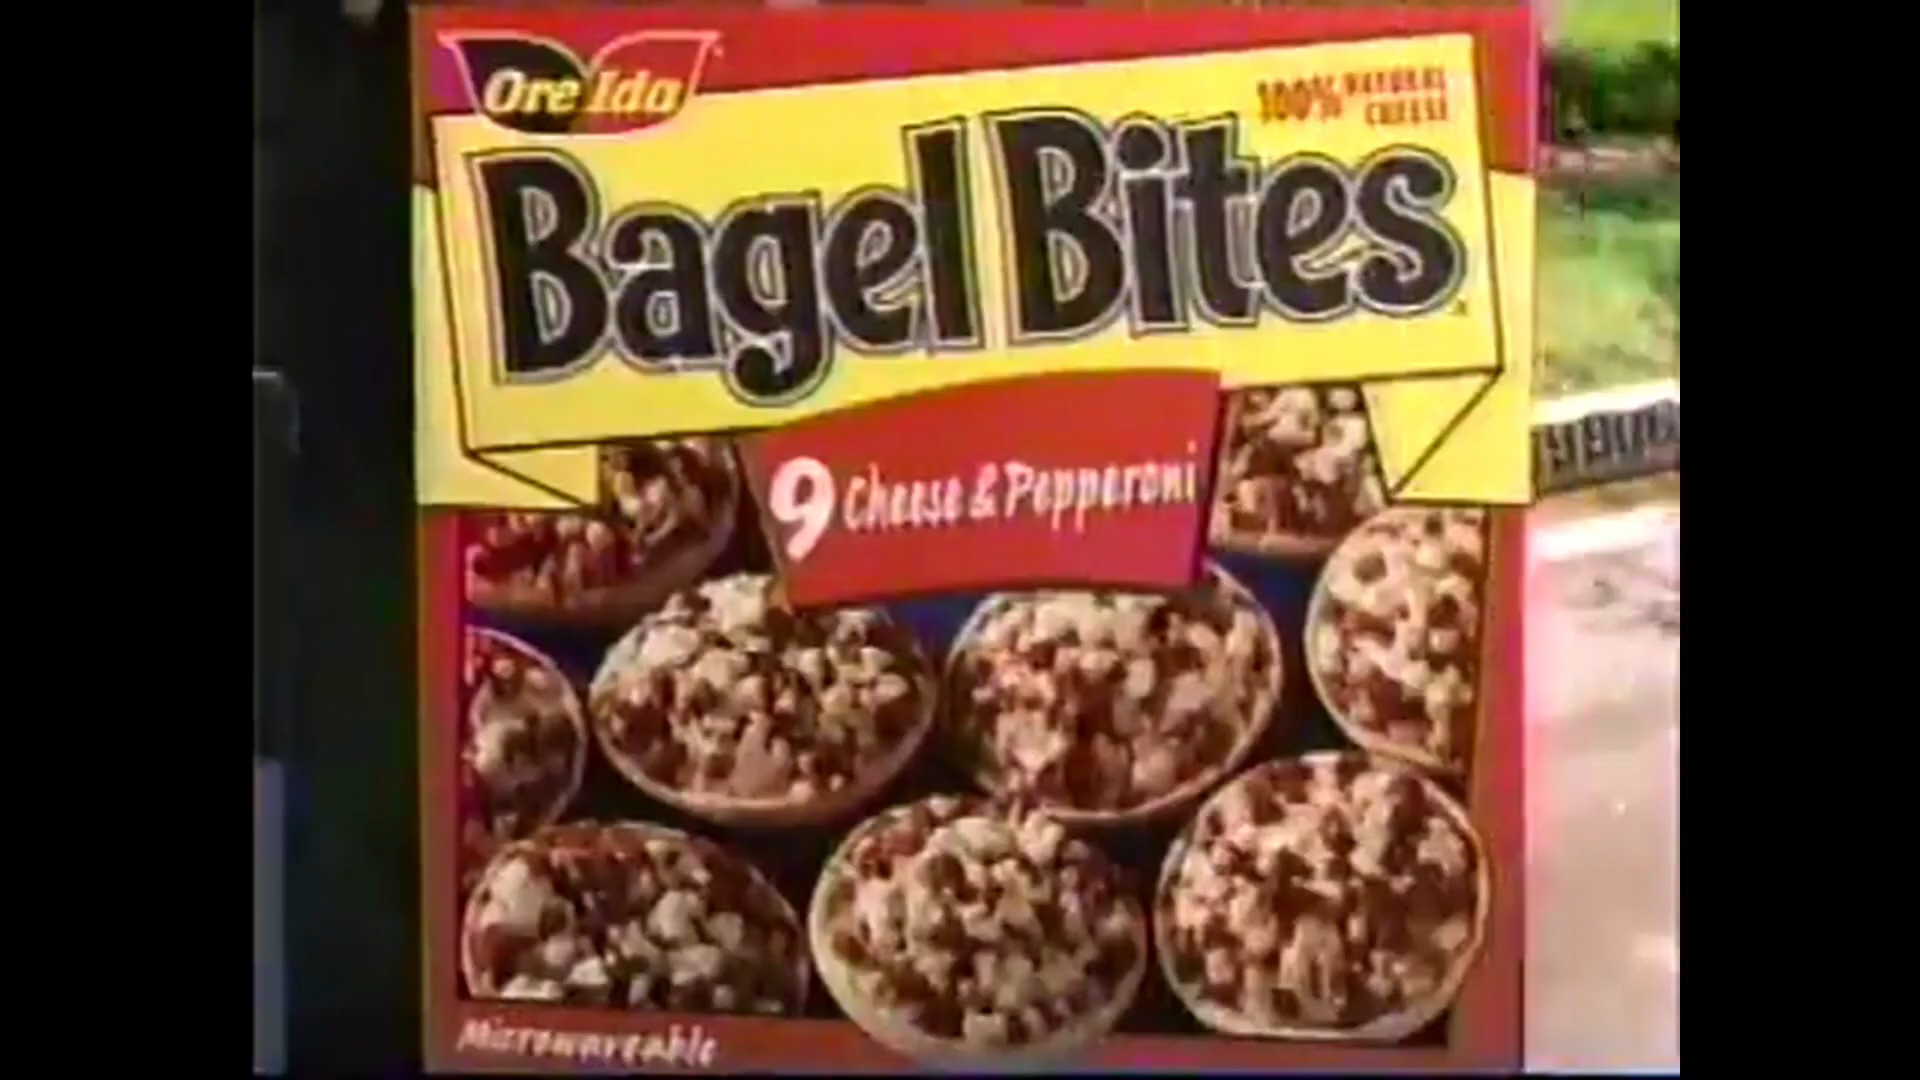 Ore Ida
100% NATURAL
CHEESE
Bagel Bites
9 Cheese & Pepperoni
Microwaveable